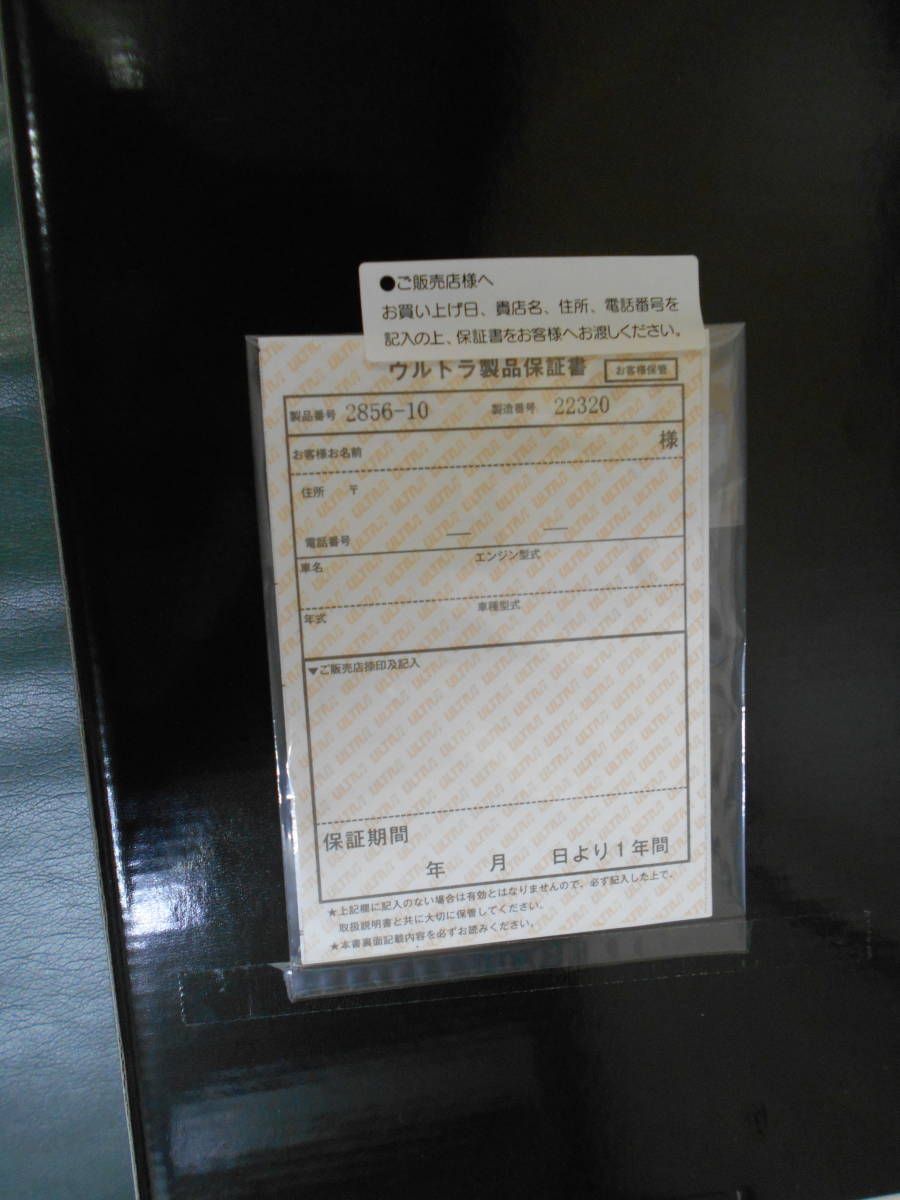 ●ご販売店様へ
お買い上げ日、貴店名、住所、電話番号を
記入の上、保証書をお客様へお渡しください。
ウルトラ製品保証書 お客様保管
製品番号 2856-10 製造番号 22320
お客様お名前 様
住所 〒
電話番号 — —
車名 エンジン型式
年式 車種型式
▼ご販売店捺印及記入
保証期間
年 月 日より1年間
★上記欄に記入のない場合は有効とはなりませんので、必ず記入した上で、
取扱説明書と共に大切に保管してください。
★本書裏面記載内容を必ずお読みください。